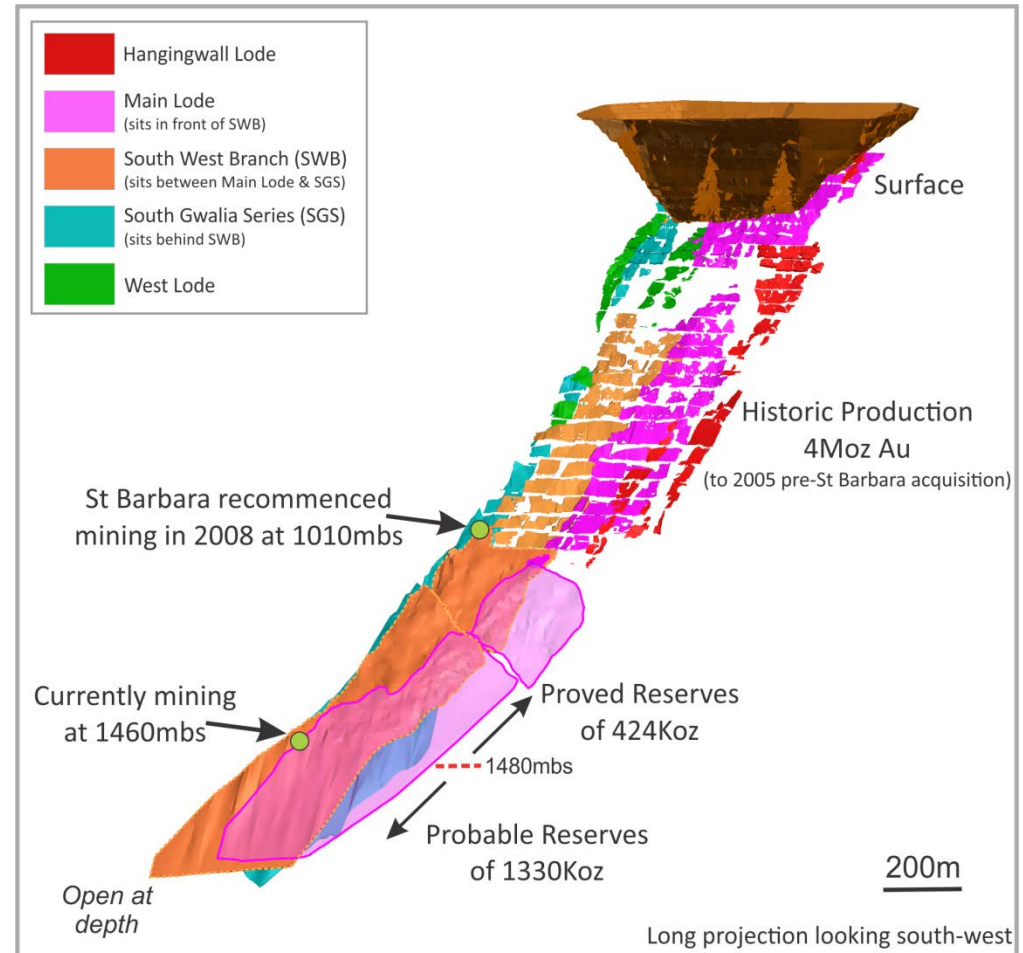 Hangingwall Lode
Main Lode
(sits in front of SWB)
South West Branch (SWB)
(sits between Main Lode & SGS)
South Gwalia Series (SGS)
(sits behind SWB)
West Lode
Surface
Historic Production
4Moz Au
(to 2005 pre-St Barbara acquisition)
St Barbara recommenced
mining in 2008 at 1010mbs
Currently mining
at 1460mbs
Proved Reserves
of 424Koz
1480mbs
Probable Reserves
of 1330Koz
Open at
depth
200m
Long projection looking south-west